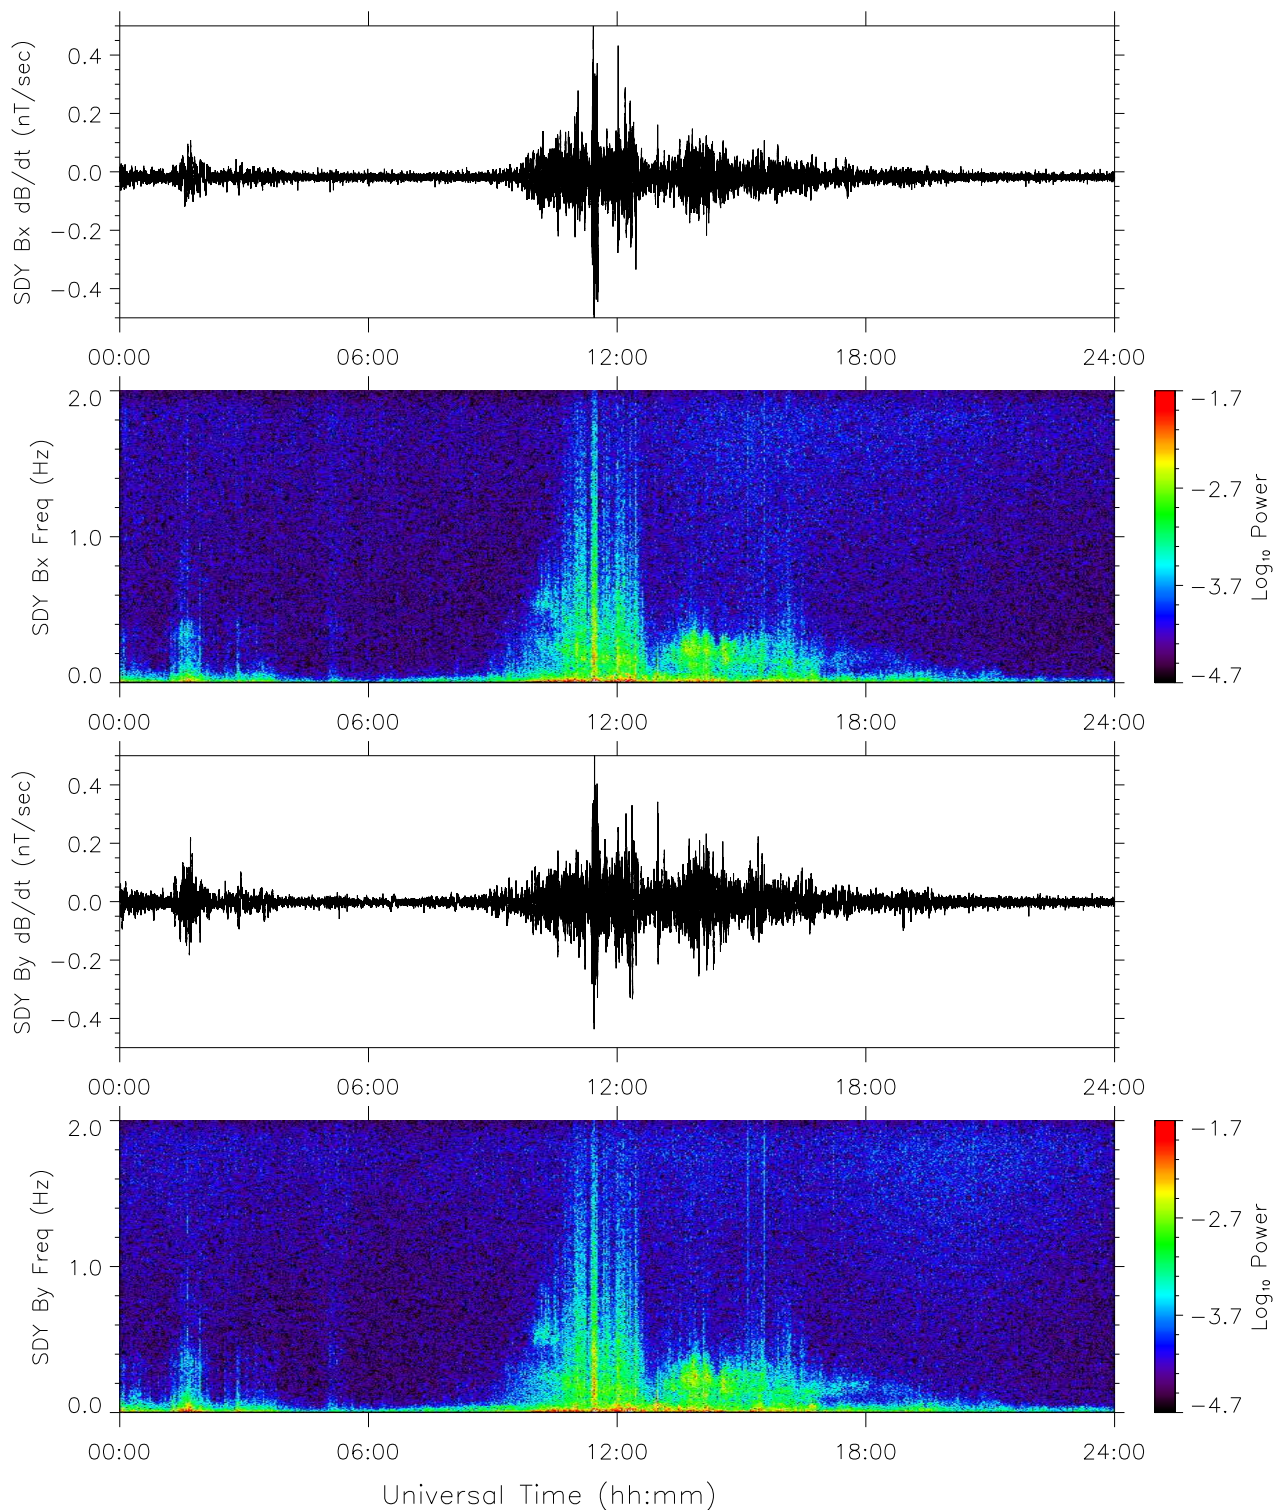 SDY Bx dB/dt (nT/sec)
0.4
0.2
0.0
−0.2
−0.4
00:00 06:00 12:00 18:00 24:00
SDY Bx Freq (Hz)
2.0
1.0
0.0
−1.7
−2.7
−3.7
−4.7
Log₁₀ Power
00:00 06:00 12:00 18:00 24:00
SDY By dB/dt (nT/sec)
0.4
0.2
0.0
−0.2
−0.4
00:00 06:00 12:00 18:00 24:00
SDY By Freq (Hz)
2.0
1.0
0.0
−1.7
−2.7
−3.7
−4.7
Log₁₀ Power
00:00 06:00 12:00 18:00 24:00
Universal Time (hh:mm)